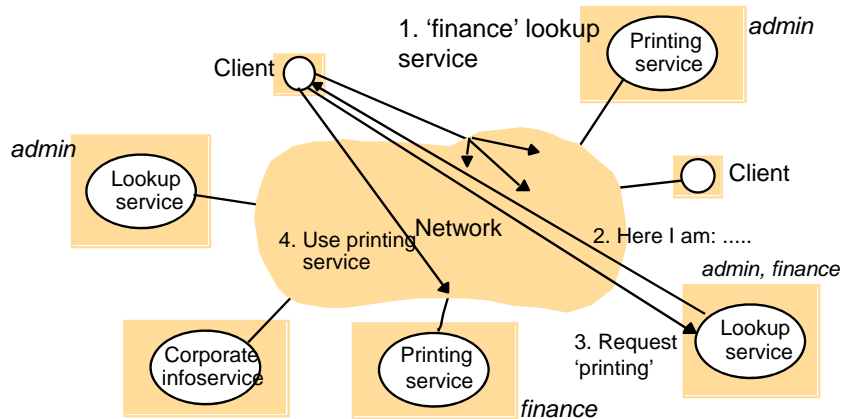 1. ‘finance’ lookup
service
Printing
service
admin
Client
admin
Lookup
service
Client
Network
4. Use printing
service
2. Here I am: .....
admin, finance
3. Request
‘printing’
Lookup
service
Corporate
infoservice
Printing
service
finance